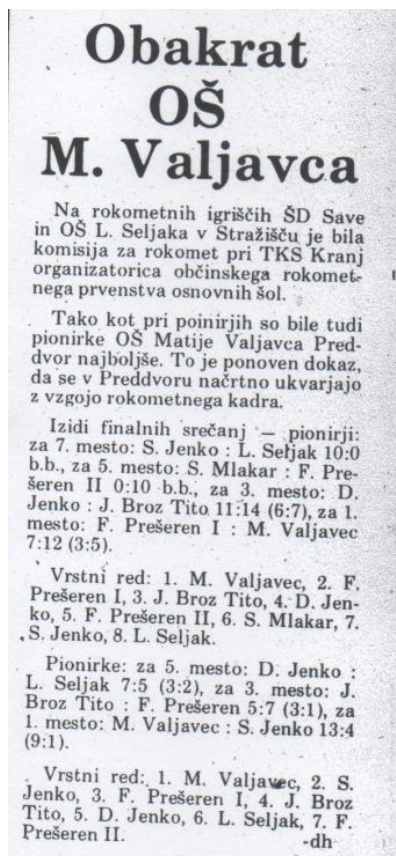 Obakrat
OŠ
M. Valjavca
Na rokometnih igriščih ŠD Save
in OŠ L. Seljaka v Stražišču je bila
komisija za rokomet pri TKS Kranj
organizatorica občinskega rokomet-
nega prvenstva osnovnih šol.
Tako kot pri poinirjih so bile tudi
pionirke OŠ Matije Valjavca Pred-
dvor najboljše. To je ponoven dokaz,
da se v Preddvoru načrtno ukvarjajo
z vzgojo rokometnega kadra.
Izidi finalnih srečanj — pionirji:
za 7. mesto: S. Jenko : L. Seljak 10:0
b.b., za 5. mesto: S. Mlakar : F. Pre-
šeren II 0:10 b.b., za 3. mesto: D.
Jenko : J. Broz Tito 11:14 (6:7), za 1.
mesto: F. Prešeren I : M. Valjavec
7:12 (3:5).
Vrstni red: 1. M. Valjavec, 2. F.
Prešeren I, 3. J. Broz Tito, 4. D. Jen-
ko, 5. F. Prešeren II, 6. S. Mlakar, 7.
S. Jenko, 8. L. Seljak.
Pionirke: za 5. mesto: D. Jenko :
L. Seljak 7:5 (3:2), za 3. mesto: J.
Broz Tito : F. Prešeren 5:7 (3:1), za
1. mesto: M. Valjavec : S. Jenko 13:4
(9:1).
Vrstni red: 1. M. Valjavec, 2. S.
Jenko, 3. F. Prešeren I, 4. J. Broz
Tito, 5. D. Jenko, 6. L. Seljak, 7. F.
Prešeren II. -dh